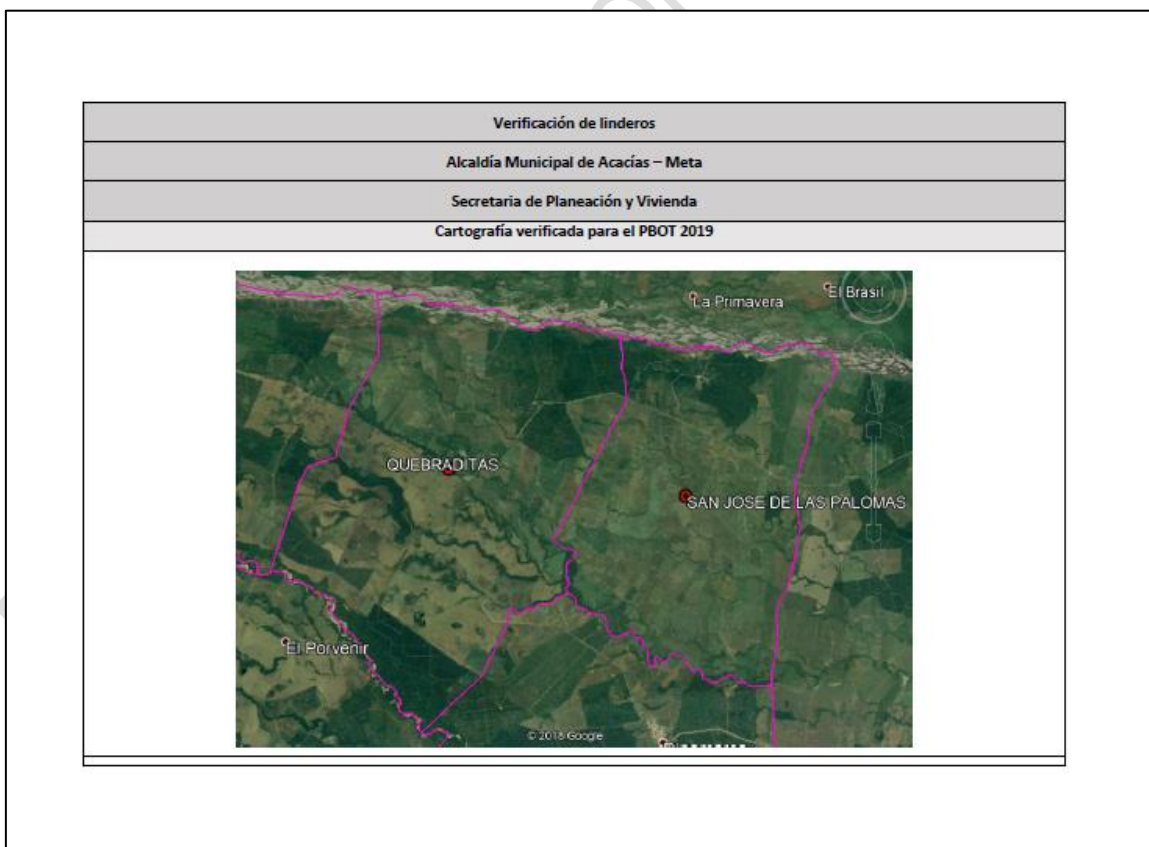 Verificación de linderos
Alcaldía Municipal de Acacías – Meta
Secretaria de Planeación y Vivienda
Cartografía verificada para el PBOT 2019
La Primavera
El Brasil
QUEBRADITAS
SAN JOSE DE LAS PALOMAS
El Porvenir
© 2018 Google